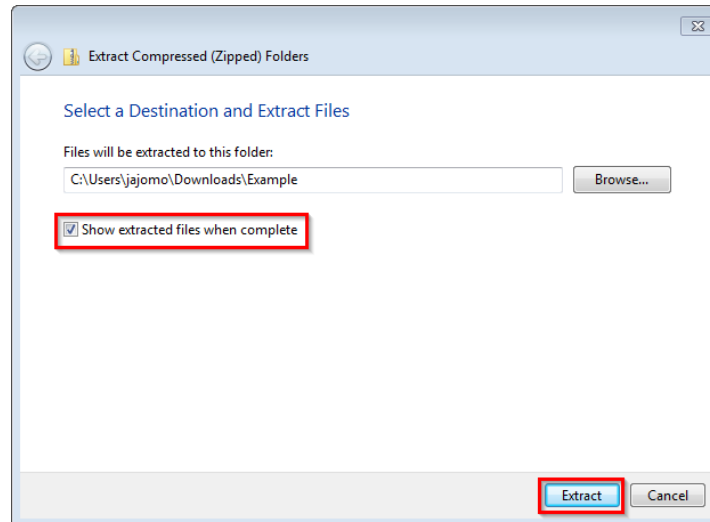 Extract Compressed (Zipped) Folders
Select a Destination and Extract Files
Files will be extracted to this folder:
C:\Users\jajomo\Downloads\Example
Browse...
Show extracted files when complete
Extract
Cancel